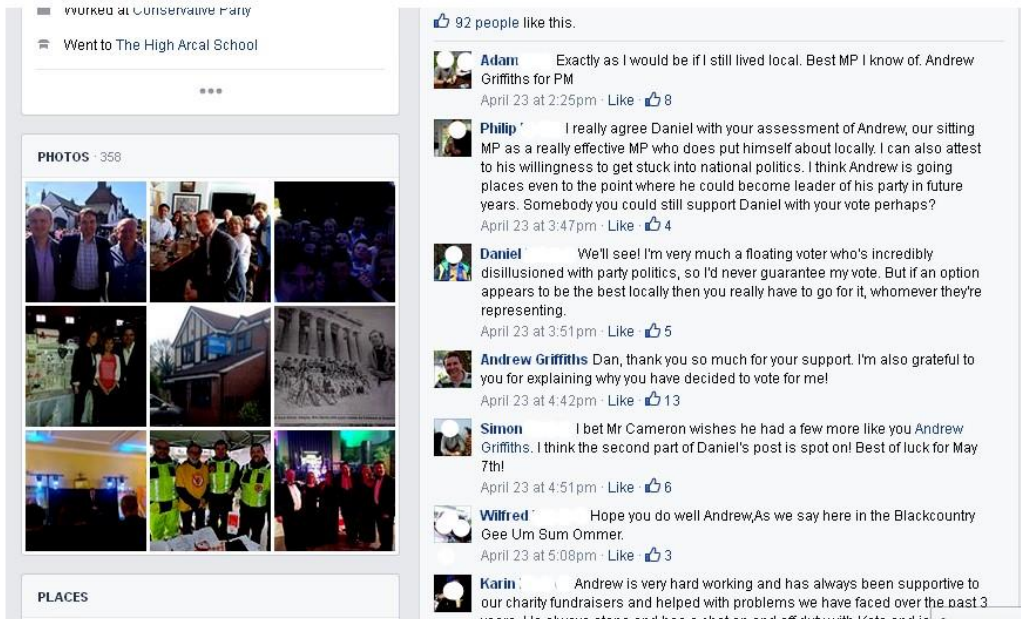 Worked at Conservative Party
Went to The High Arcal School
PHOTOS · 358
PLACES
92 people like this.
Adam Exactly as I would be if I still lived local. Best MP I know of. Andrew
Griffiths for PM
April 23 at 2:25pm · Like · 8
Philip I really agree Daniel with your assessment of Andrew, our sitting
MP as a really effective MP who does put himself about locally. I can also attest
to his willingness to get stuck into national politics. I think Andrew is going
places even to the point where he could become leader of his party in future
years. Somebody you could still support Daniel with your vote perhaps?
April 23 at 3:47pm · Like · 4
Daniel We'll see! I'm very much a floating voter who's incredibly
disillusioned with party politics, so I'd never guarantee my vote. But if an option
appears to be the best locally then you really have to go for it, whomever they're
representing.
April 23 at 3:51pm · Like · 5
Andrew Griffiths Dan, thank you so much for your support. I'm also grateful to
you for explaining why you have decided to vote for me!
April 23 at 4:42pm · Like · 13
Simon I bet Mr Cameron wishes he had a few more like you Andrew
Griffiths. I think the second part of Daniel's post is spot on! Best of luck for May
7th!
April 23 at 4:51pm · Like · 6
Wilfred Hope you do well Andrew,As we say here in the Blackcountry
Gee Um Sum Ommer.
April 23 at 5:08pm · Like · 3
Karin Andrew is very hard working and has always been supportive to
our charity fundraisers and helped with problems we have faced over the past 3